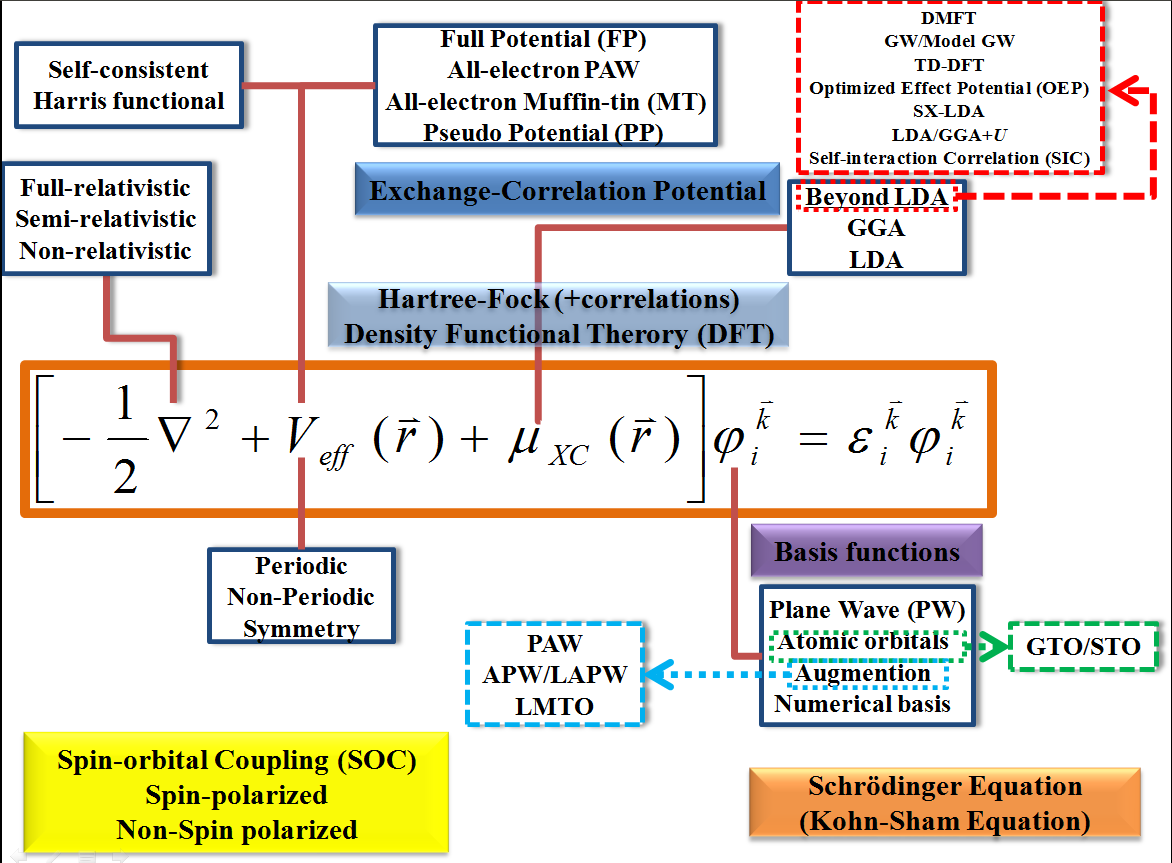 Self-consistent
Harris functional
Full Potential (FP)
All-electron PAW
All-electron Muffin-tin (MT)
Pseudo Potential (PP)
DMFT
GW/Model GW
TD-DFT
Optimized Effect Potential (OEP)
SX-LDA
LDA/GGA+U
Self-interaction Correlation (SIC)
Full-relativistic
Semi-relativistic
Non-relativistic
Exchange-Correlation Potential
Beyond LDA
GGA
LDA
Hartree-Fock (+correlations)
Density Functional Therory (DFT)
[ - 1/2 ∇² + V_eff (r⃗) + μ_XC (r⃗) ] φ_i^k⃗ = ε_i^k⃗ φ_i^k⃗
Periodic
Non-Periodic
Symmetry
Basis functions
Plane Wave (PW)
Atomic orbitals
Augmention
Numerical basis
GTO/STO
PAW
APW/LAPW
LMTO
Spin-orbital Coupling (SOC)
Spin-polarized
Non-Spin polarized
Schrödinger Equation
(Kohn-Sham Equation)